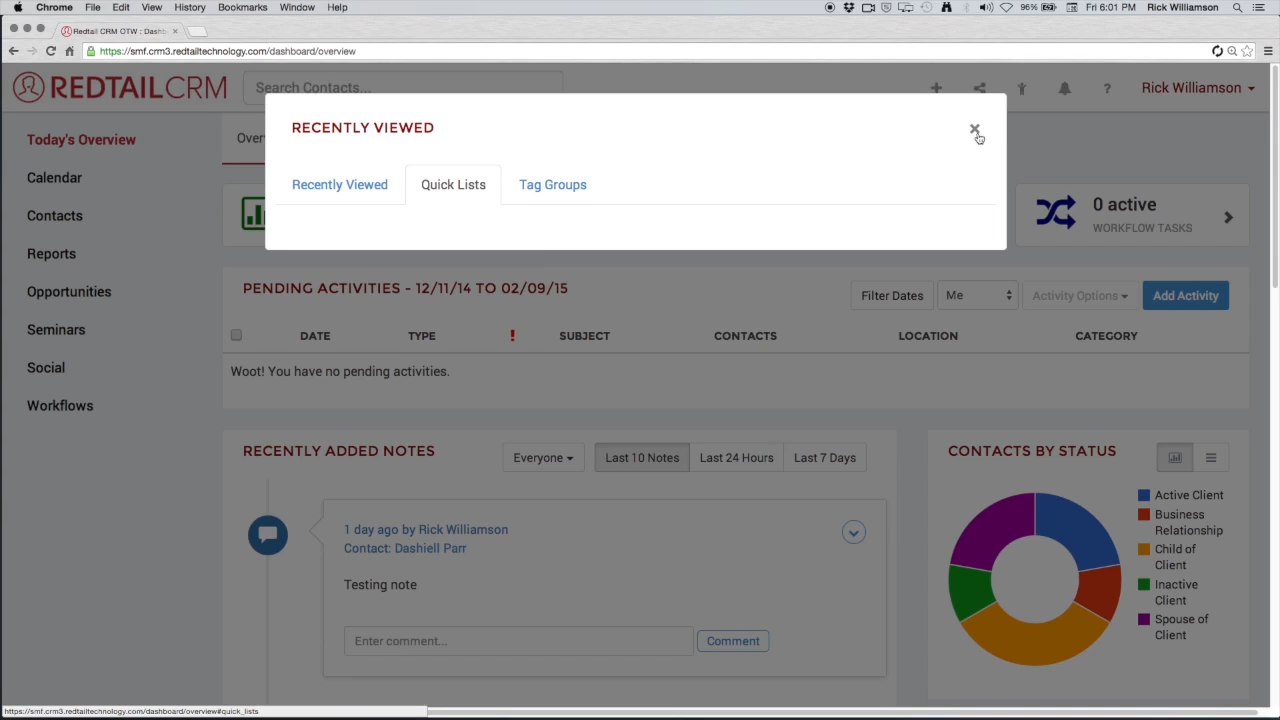 Chrome File Edit View History Bookmarks Window Help 96% Fri 6:01 PM Rick Williamson
Redtail CRM OTW : Dashb
https://smf.crm3.redtailtechnology.com/dashboard/overview
REDTAILCRM Search Contacts... ? Rick Williamson
RECENTLY VIEWED
Today's Overview
Calendar
Contacts
Reports
Opportunities
Seminars
Social
Workflows
Over
Recently Viewed Quick Lists Tag Groups
0 active
WORKFLOW TASKS
PENDING ACTIVITIES - 12/11/14 TO 02/09/15 Filter Dates Me Activity Options Add Activity
DATE TYPE ! SUBJECT CONTACTS LOCATION CATEGORY
Woot! You have no pending activities.
RECENTLY ADDED NOTES Everyone Last 10 Notes Last 24 Hours Last 7 Days
1 day ago by Rick Williamson
Contact: Dashiell Parr
Testing note
Enter comment... Comment
CONTACTS BY STATUS
Active Client
Business
Relationship
Child of
Client
Inactive
Client
Spouse of
Client
https://smf.crm3.redtailtechnology.com/dashboard/overview#quick_lists